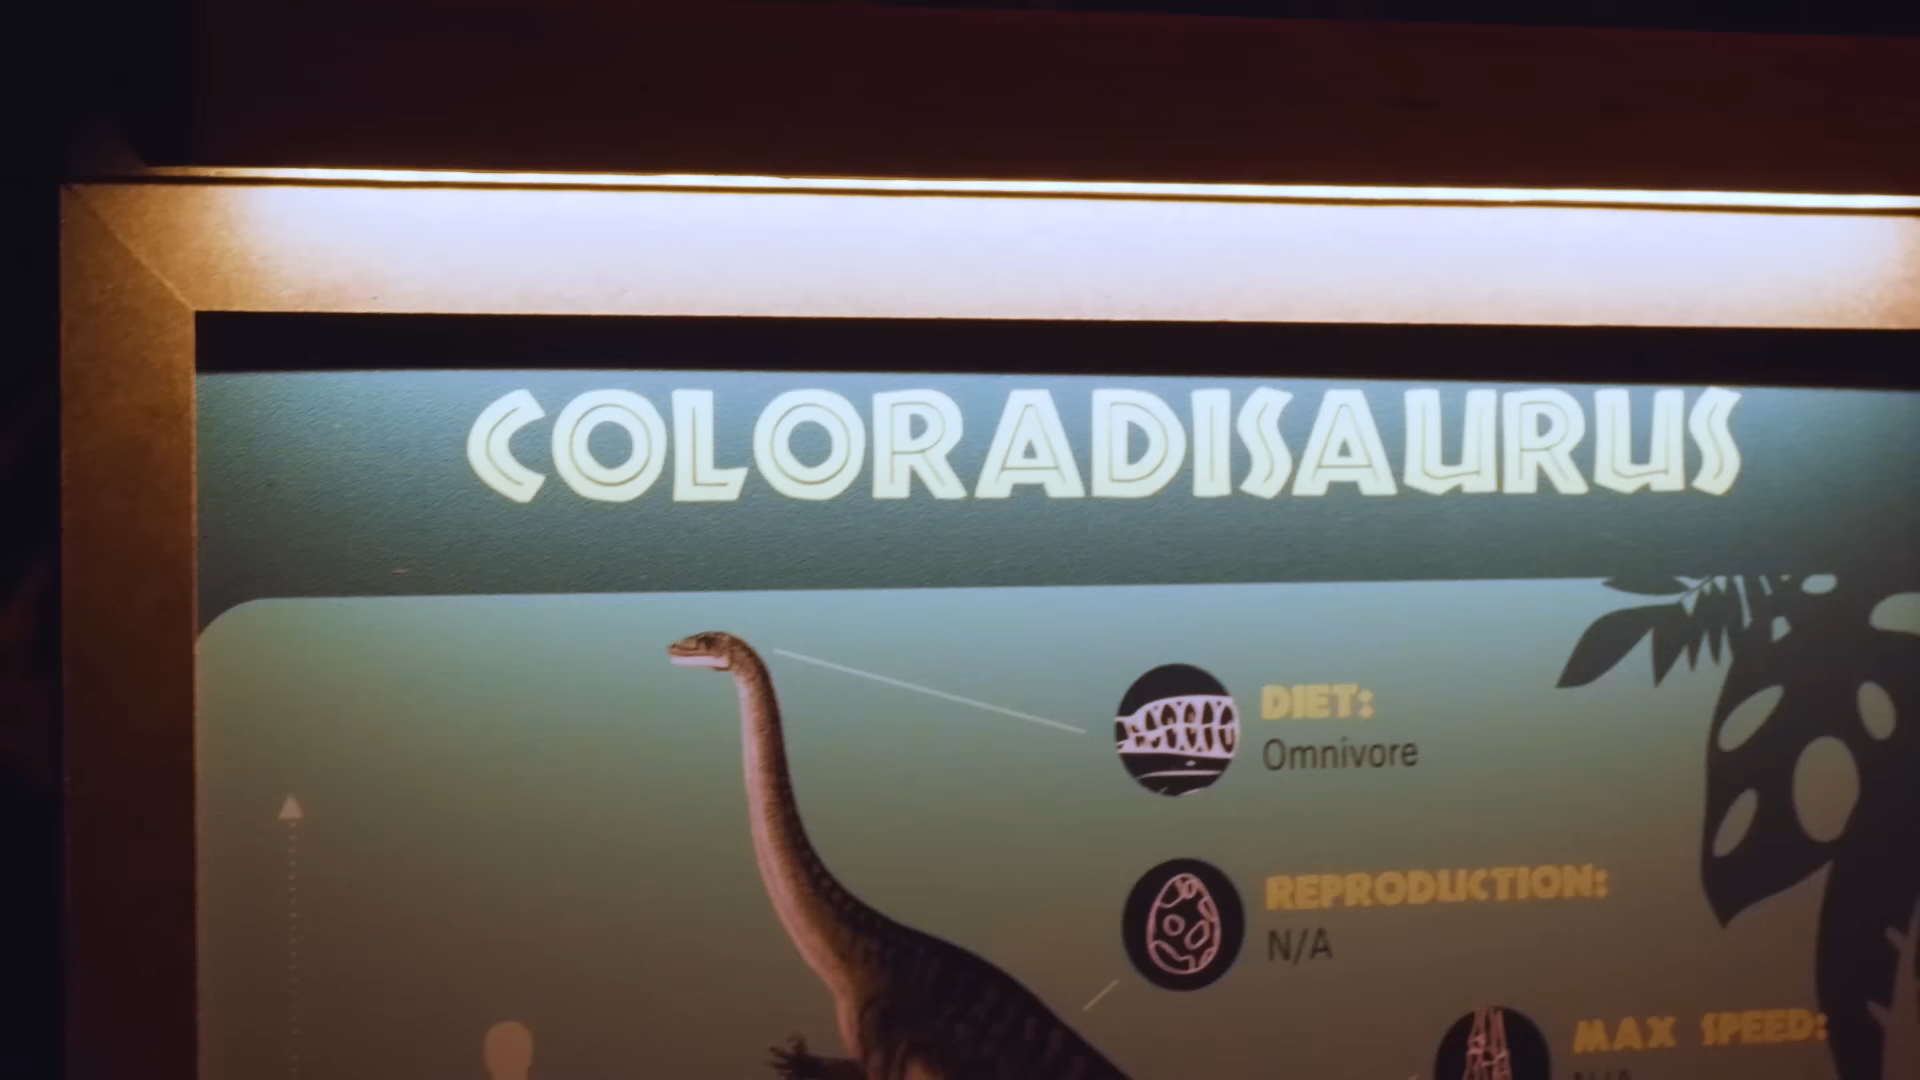 COLORADISAURUS
DIET:
Omnivore
REPRODUCTION:
N/A
MAX SPEED: